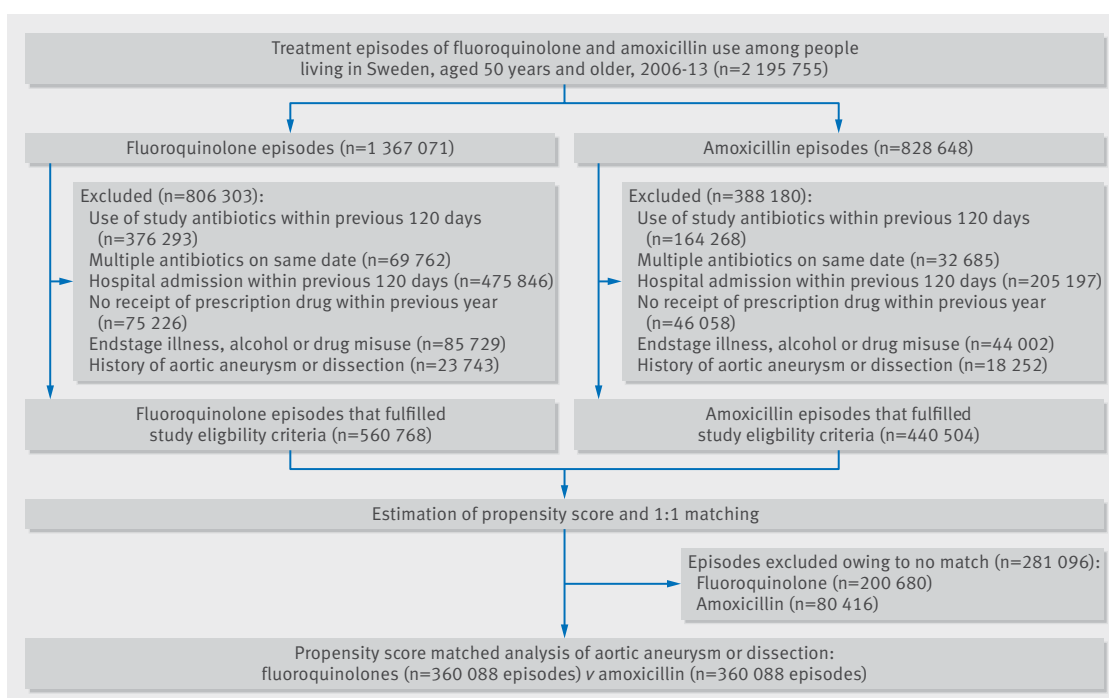 Treatment episodes of fluoroquinolone and amoxicillin use among people
living in Sweden, aged 50 years and older, 2006-13 (n=2 195 755)
Fluoroquinolone episodes (n=1 367 071)
Amoxicillin episodes (n=828 648)
Excluded (n=806 303):
Use of study antibiotics within previous 120 days
(n=376 293)
Multiple antibiotics on same date (n=69 762)
Hospital admission within previous 120 days (n=475 846)
No receipt of prescription drug within previous year
(n=75 226)
Endstage illness, alcohol or drug misuse (n=85 729)
History of aortic aneurysm or dissection (n=23 743)
Excluded (n=388 180):
Use of study antibiotics within previous 120 days
(n=164 268)
Multiple antibiotics on same date (n=32 685)
Hospital admission within previous 120 days (n=205 197)
No receipt of prescription drug within previous year
(n=46 058)
Endstage illness, alcohol or drug misuse (n=44 002)
History of aortic aneurysm or dissection (n=18 252)
Fluoroquinolone episodes that fulfilled
study eligbility criteria (n=560 768)
Amoxicillin episodes that fulfilled
study eligbility criteria (n=440 504)
Estimation of propensity score and 1:1 matching
Episodes excluded owing to no match (n=281 096):
Fluoroquinolone (n=200 680)
Amoxicillin (n=80 416)
Propensity score matched analysis of aortic aneurysm or dissection:
fluoroquinolones (n=360 088 episodes) v amoxicillin (n=360 088 episodes)